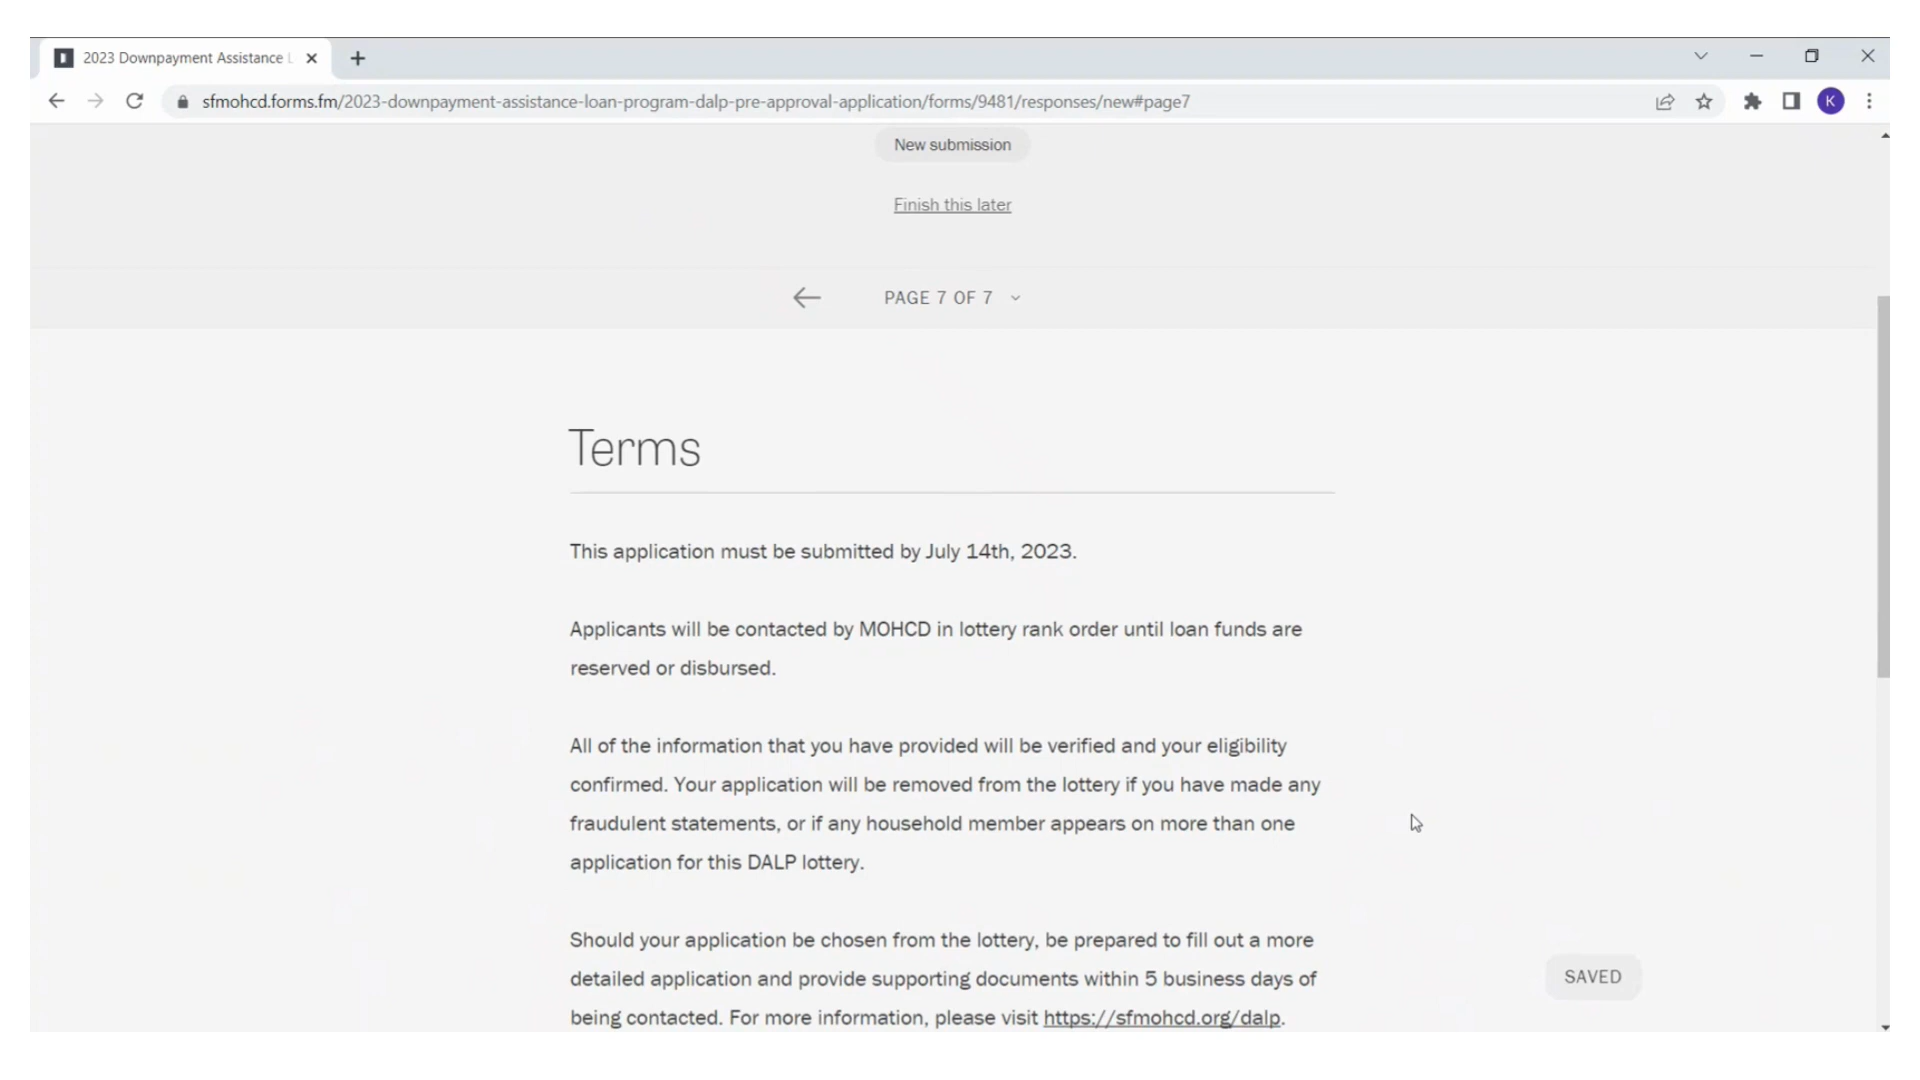 2023 Downpayment Assistance
sfmohcd.forms.fm/2023-downpayment-assistance-loan-program-dalp-pre-approval-application/forms/9481/responses/new#page7
K
New submission
Finish this later
PAGE 7 OF 7
Terms
This application must be submitted by July 14th, 2023.
Applicants will be contacted by MOHCD in lottery rank order until loan funds are
reserved or disbursed.
All of the information that you have provided will be verified and your eligibility
confirmed. Your application will be removed from the lottery if you have made any
fraudulent statements, or if any household member appears on more than one
application for this DALP lottery.
Should your application be chosen from the lottery, be prepared to fill out a more
detailed application and provide supporting documents within 5 business days of
being contacted. For more information, please visit https://sfmohcd.org/dalp.
SAVED